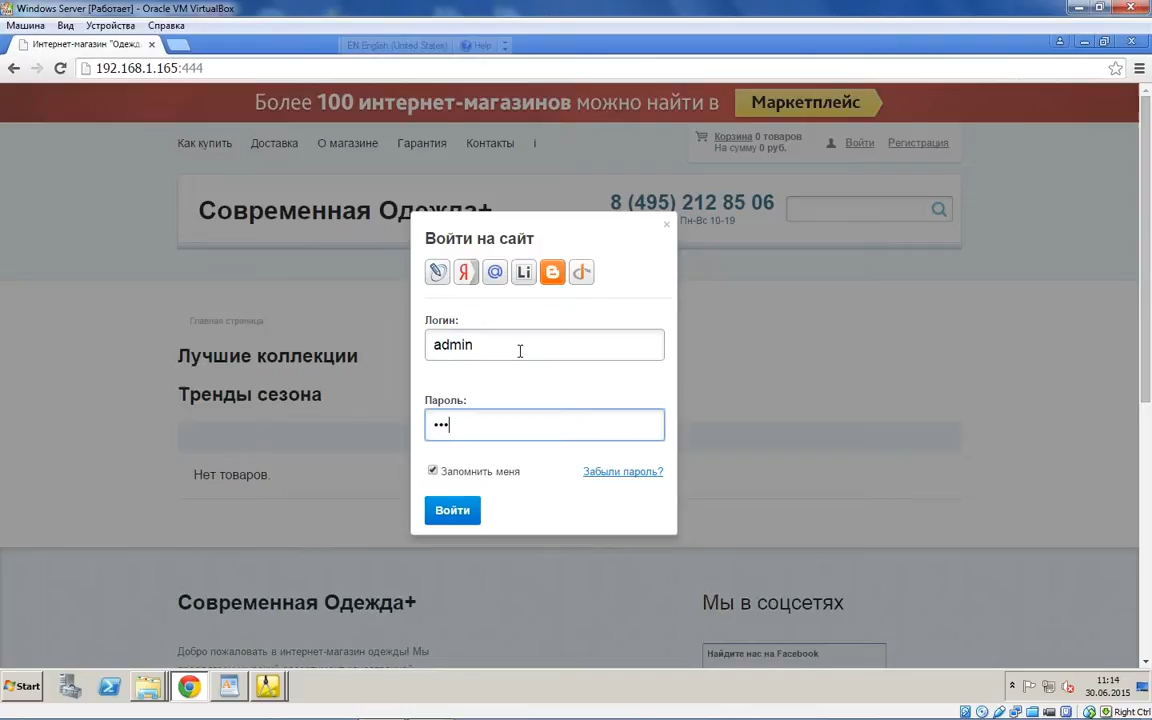 Windows Server [Работает] - Oracle VM VirtualBox
Машина Вид Устройства Справка
Интернет-магазин "Одежд
EN English (United States) Help
192.168.1.165:444
Более 100 интернет-магазинов можно найти в Маркетплейс
Как купить Доставка О магазине Гарантия Контакты i
Корзина 0 товаров
На сумму 0 руб.
Войти Регистрация
Современная Одежда+
8 (495) 212 85 06
Пн-Вс 10-19
Войти на сайт
Я @ Li
Логин:
admin
Пароль:
•••
Запомнить меня Забыли пароль?
Войти
Главная страница
Лучшие коллекции
Тренды сезона
Нет товаров.
Современная Одежда+
Мы в соцсетях
Добро пожаловать в интернет-магазин одежды! Мы
Найдите нас на Facebook
Start
11:14
30.06.2015
Right Ctrl